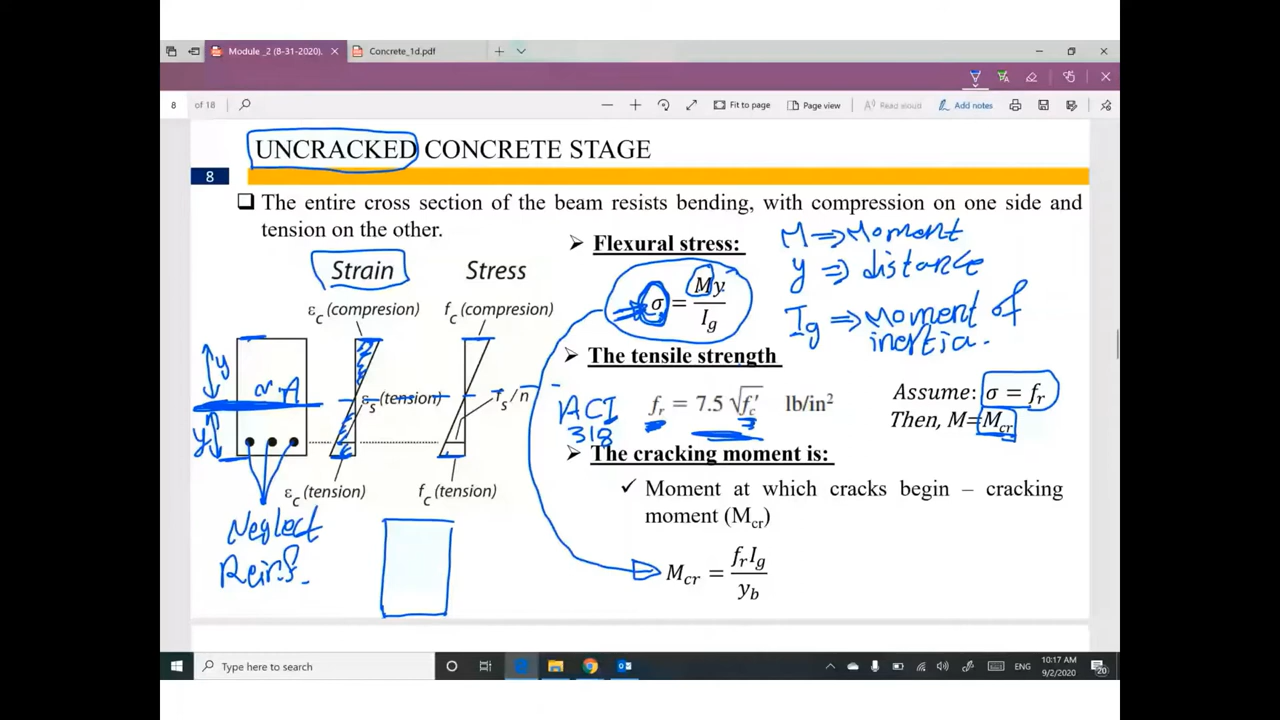 Module _2 (8-31-2020).
Concrete_1d.pdf
8 of 18
Fit to page
Page view
Read aloud
Add notes
UNCRACKED CONCRETE STAGE
8
The entire cross section of the beam resists bending, with compression on one side and
tension on the other.
Strain
Stress
εc (compresion)
fc (compresion)
y
N.A
εs (tension)
fs/n
y
εc (tension)
fc (tension)
Neglect
Reinf.
Flexural stress:
σ = My / Ig
M ⇒ Moment
y ⇒ distance
Ig ⇒ Moment of
inertia.
The tensile strength
ACI
318
fr = 7.5 √fc′ lb/in²
Assume: σ = fr
Then, M=Mcr
The cracking moment is:
Moment at which cracks begin – cracking
moment (Mcr)
Mcr = frIg / yb
Type here to search
ENG
10:17 AM
9/2/2020
20